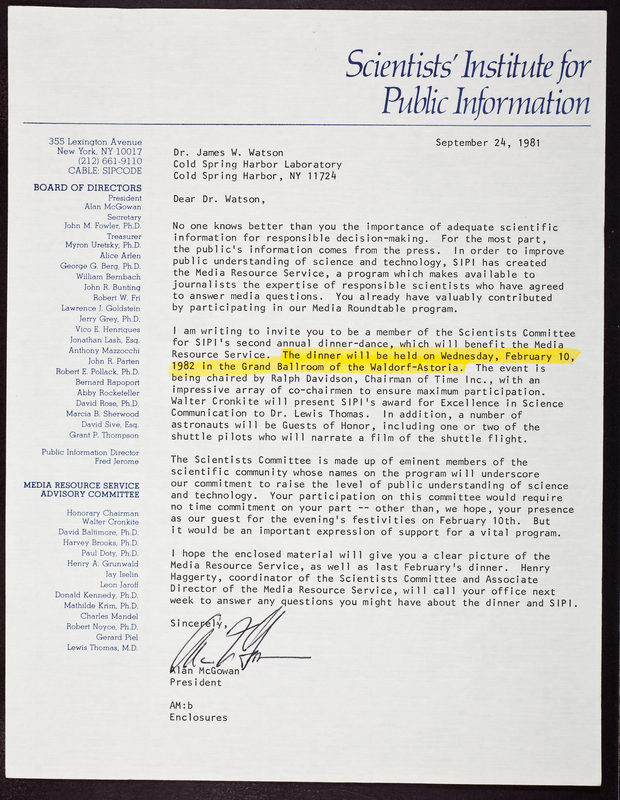 Scientists' Institute for
Public Information
355 Lexington Avenue
New York, NY 10017
(212) 661-9110
CABLE: SIPCODE
BOARD OF DIRECTORS
President
Alan McGowan
Secretary
John M. Fowler, Ph.D.
Treasurer
Myron Uretsky, Ph.D.
Alice Arlen
George G. Berg, Ph.D.
William Bernbach
John R. Bunting
Robert W. Fri
Lawrence I. Goldstein
Jerry Grey, Ph.D.
Vico E. Henriques
Jonathan Lash, Esq.
Anthony Mazzocchi
John R. Parten
Robert E. Pollack, Ph.D.
Bernard Rapoport
Abby Rockefeller
David Rose, Ph.D.
Marcia B. Sherwood
David Sive, Esq.
Grant P. Thompson
Public Information Director
Fred Jerome
MEDIA RESOURCE SERVICE
ADVISORY COMMITTEE
Honorary Chairman
Walter Cronkite
David Baltimore, Ph.D.
Harvey Brooks, Ph.D.
Paul Doty, Ph.D.
Henry A. Grunwald
Jay Iselin
Leon Jaroff
Donald Kennedy, Ph.D.
Mathilde Krim, Ph.D.
Charles Mandel
Robert Noyce, Ph.D.
Gerard Piel
Lewis Thomas, M.D.
September 24, 1981
Dr. James W. Watson
Cold Spring Harbor Laboratory
Cold Spring Harbor, NY 11724
Dear Dr. Watson,
No one knows better than you the importance of adequate scientific
information for responsible decision-making. For the most part,
the public's information comes from the press. In order to improve
public understanding of science and technology, SIPI has created
the Media Resource Service, a program which makes available to
journalists the expertise of responsible scientists who have agreed
to answer media questions. You already have valuably contributed
by participating in our Media Roundtable program.
I am writing to invite you to be a member of the Scientists Committee
for SIPI's second annual dinner-dance, which will benefit the Media
Resource Service. The dinner will be held on Wednesday, February 10,
1982 in the Grand Ballroom of the Waldorf-Astoria. The event is
being chaired by Ralph Davidson, Chairman of Time Inc., with an
impressive array of co-chairmen to ensure maximum participation.
Walter Cronkite will present SIPI's award for Excellence in Science
Communication to Dr. Lewis Thomas. In addition, a number of
astronauts will be Guests of Honor, including one or two of the
shuttle pilots who will narrate a film of the shuttle flight.
The Scientists Committee is made up of eminent members of the
scientific community whose names on the program will underscore
our commitment to raise the level of public understanding of science
and technology. Your participation on this committee would require
no time commitment on your part -- other than, we hope, your presence
as our guest for the evening's festivities on February 10th. But
it would be an important expression of support for a vital program.
I hope the enclosed material will give you a clear picture of the
Media Resource Service, as well as last February's dinner. Henry
Haggerty, coordinator of the Scientists Committee and Associate
Director of the Media Resource Service, will call your office next
week to answer any questions you might have about the dinner and SIPI.
Sincerely,
Alan McGowan
President
AM:b
Enclosures